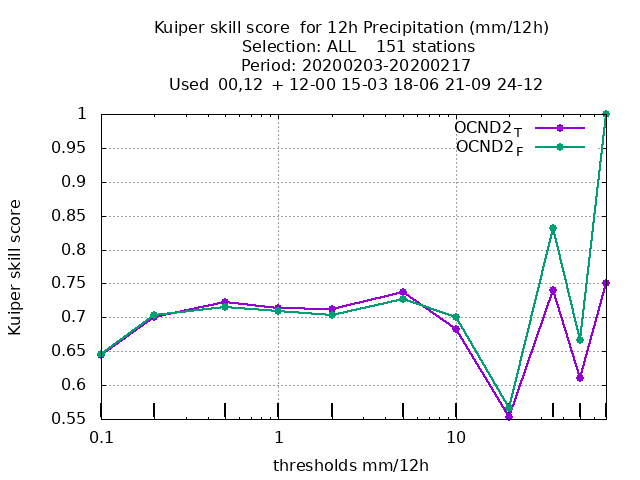 Kuiper skill score  for 12h Precipitation (mm/12h)
Selection: ALL    151 stations
Period: 20200203-20200217
Used  00,12  + 12-00 15-03 18-06 21-09 24-12
OCND2T
OCND2F
1
0.95
0.9
0.85
0.8
0.75
0.7
0.65
0.6
0.55
Kuiper skill score
0.1 1 10
thresholds mm/12h